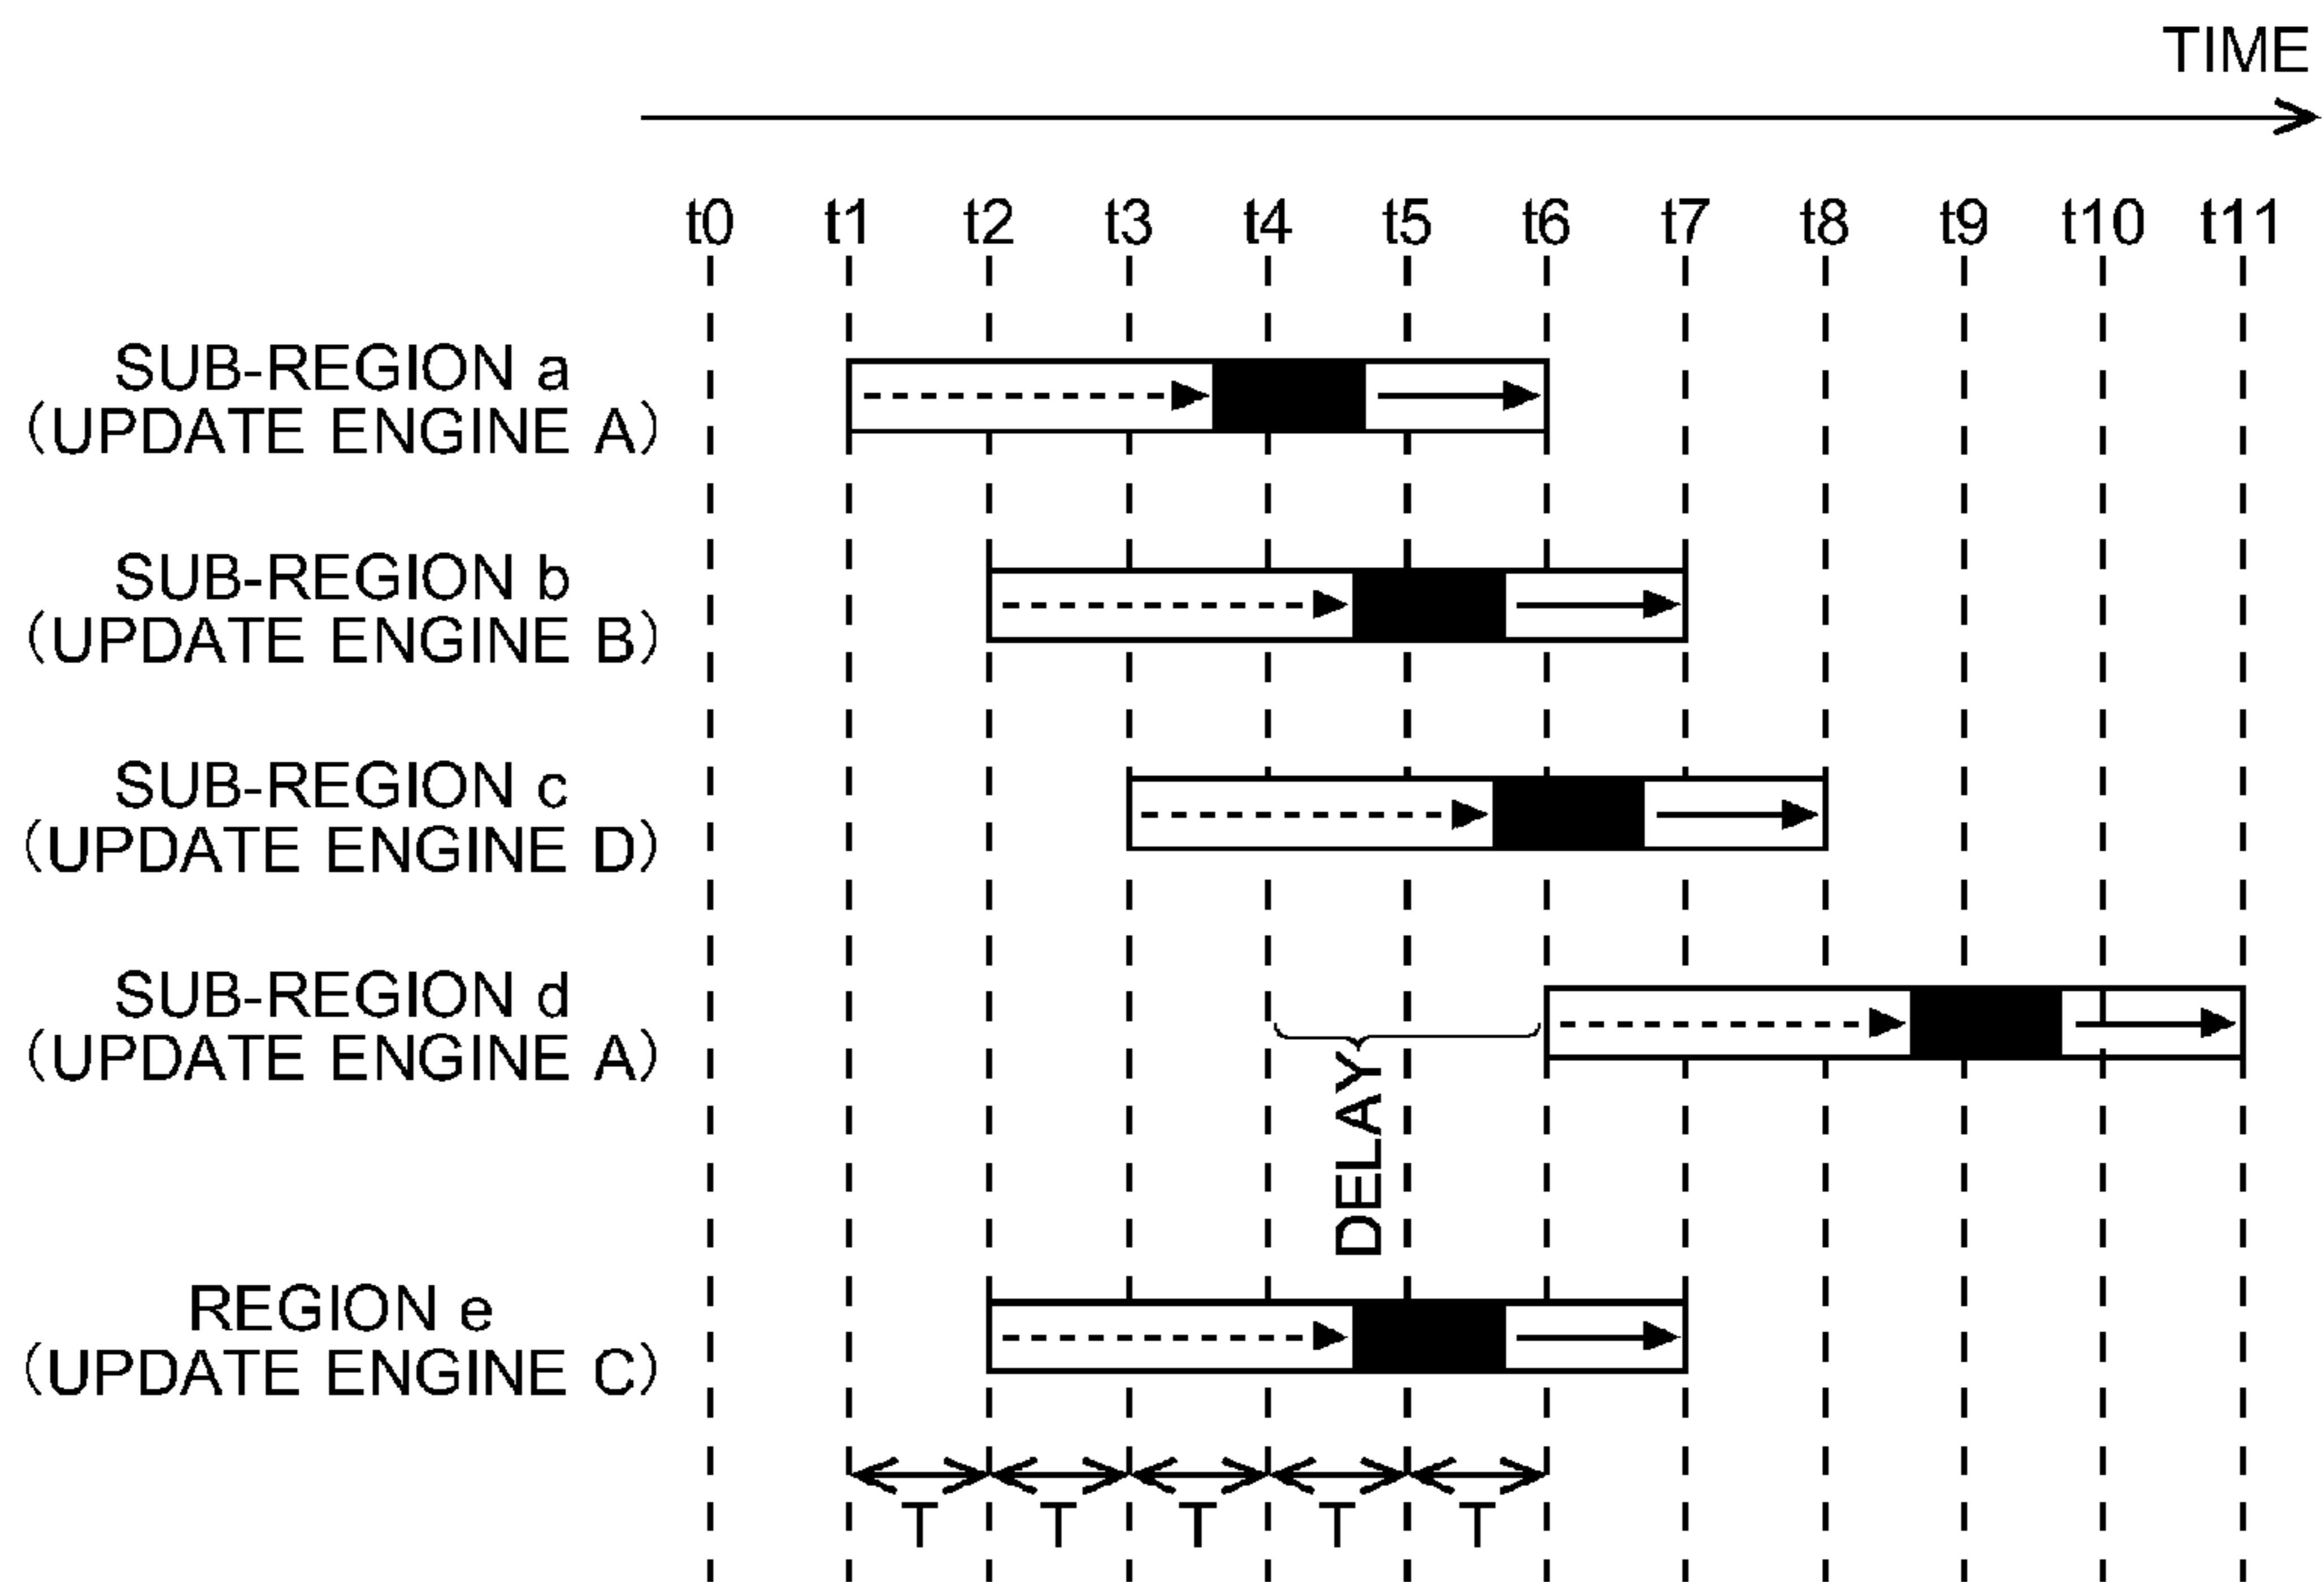 TIME
t0 t1 t2 t3 t4 t5 t6 t7 t8 t9 t10 t11
SUB-REGION a
(UPDATE ENGINE A)
SUB-REGION b
(UPDATE ENGINE B)
SUB-REGION c
(UPDATE ENGINE D)
SUB-REGION d
(UPDATE ENGINE A)
DELAY
REGION e
(UPDATE ENGINE C)
T T T T T